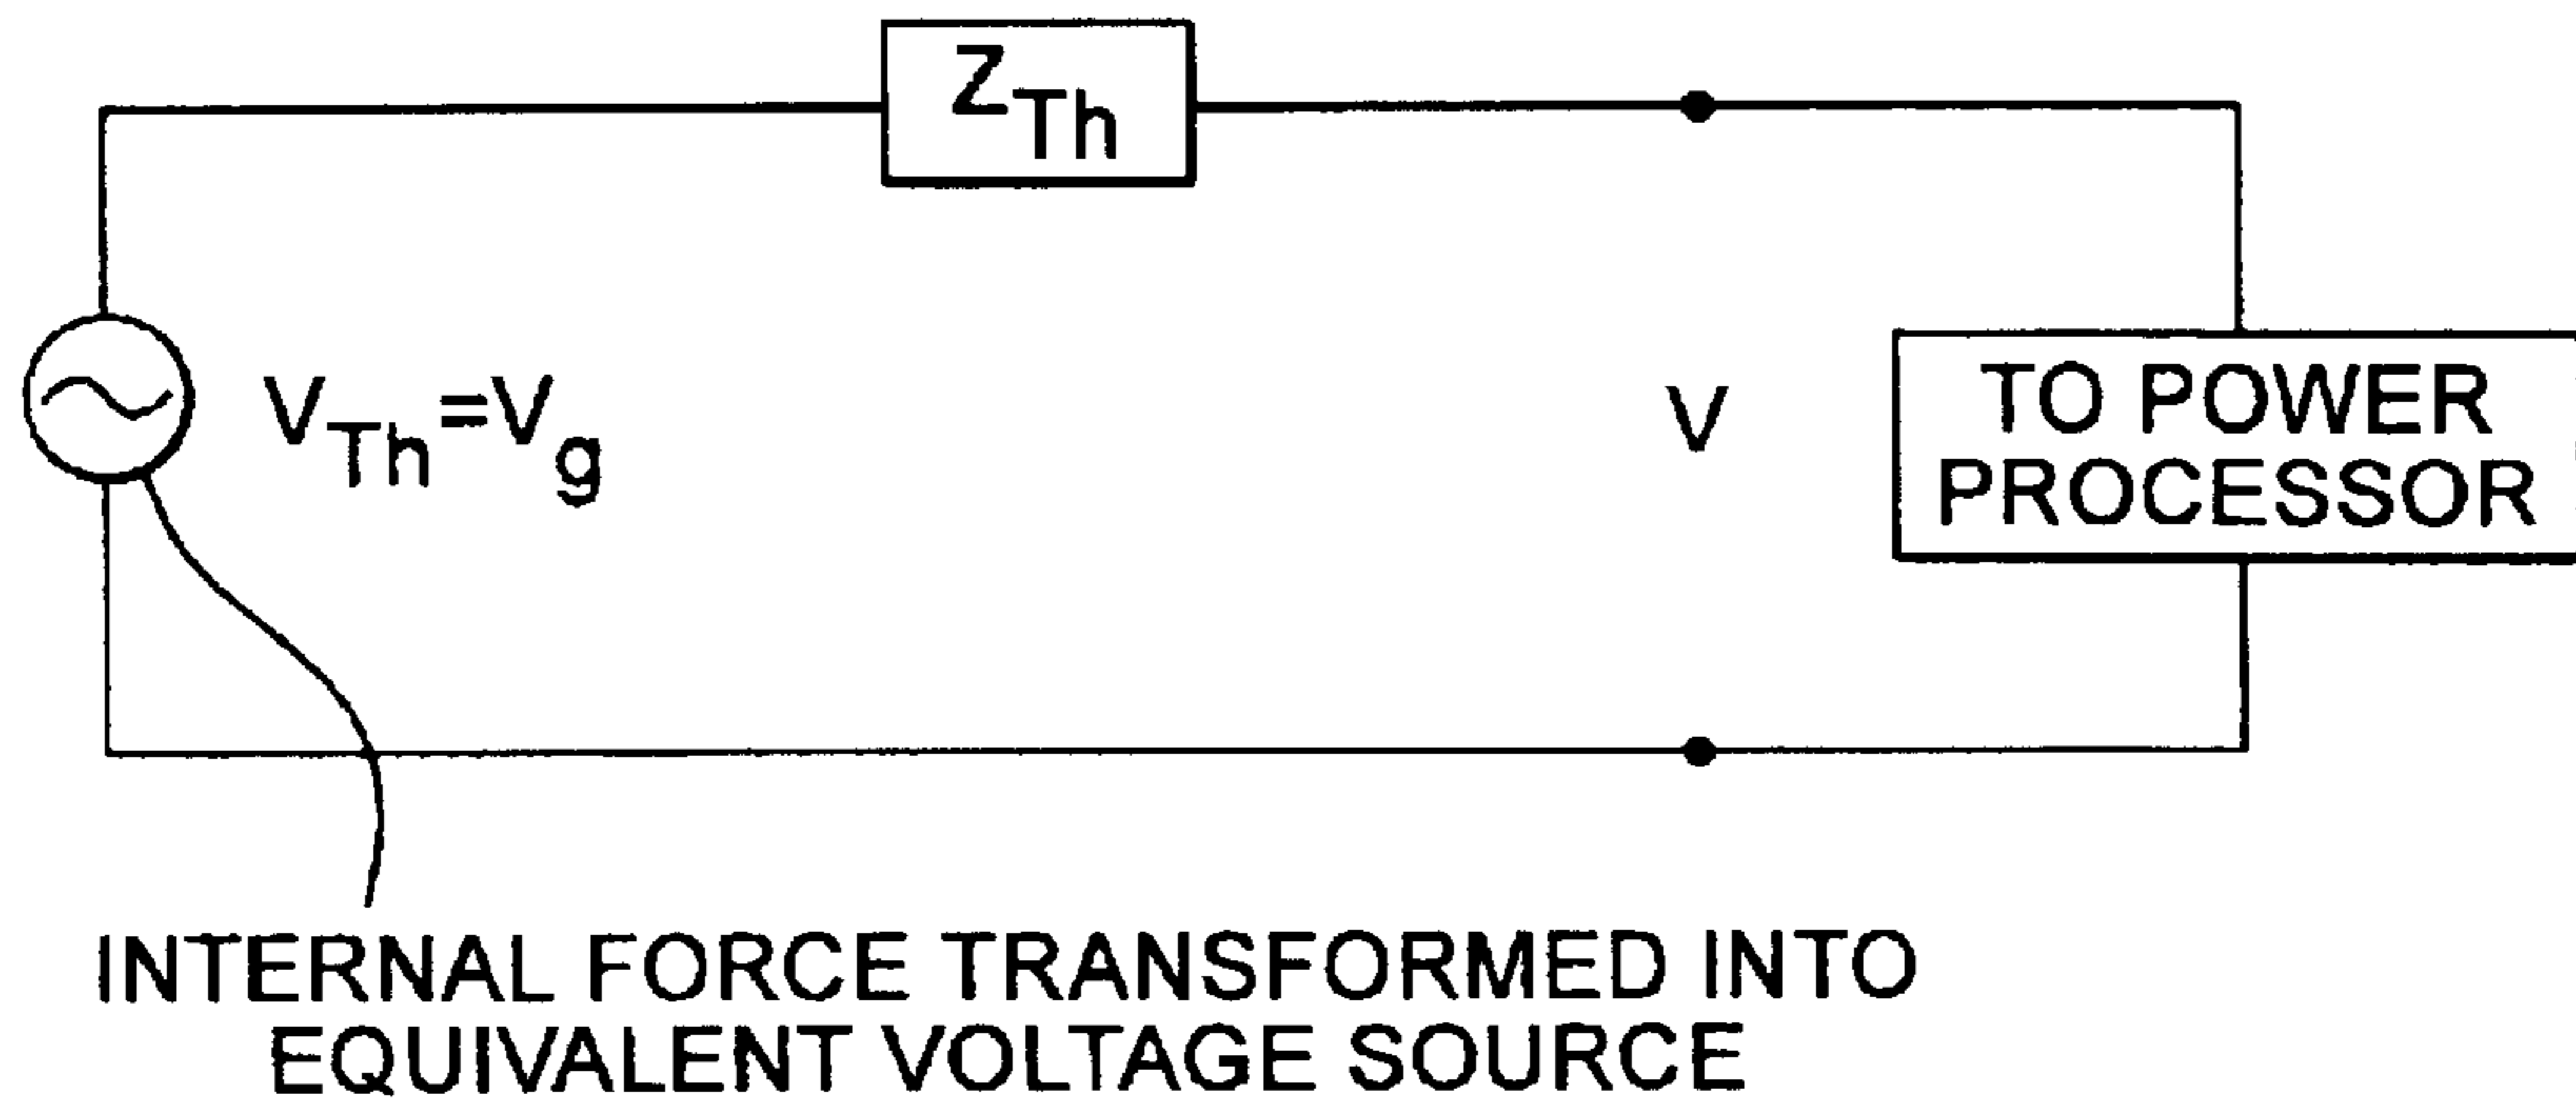 Z_Th
V_Th=V_g
V
TO POWER
PROCESSOR
INTERNAL FORCE TRANSFORMED INTO
EQUIVALENT VOLTAGE SOURCE